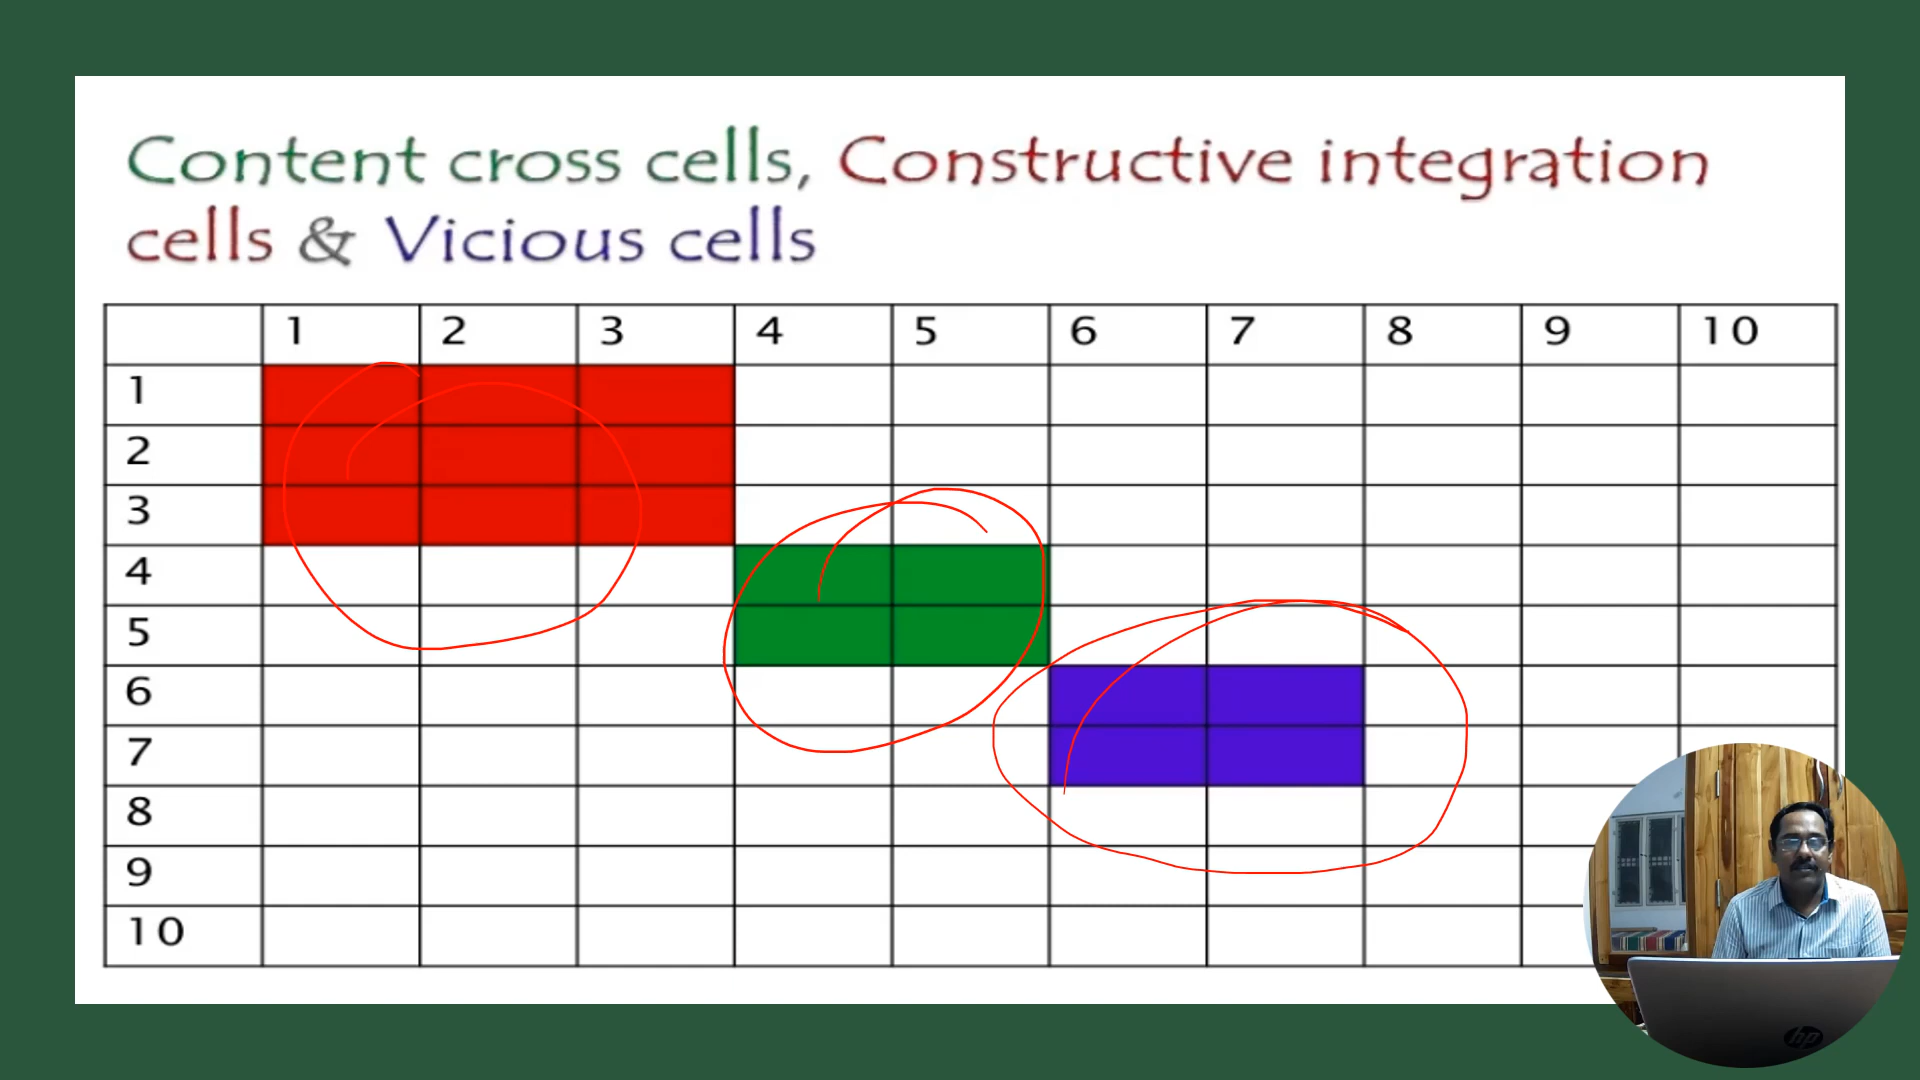 Content cross cells, Constructive integration
cells & Vicious cells
1 2 3 4 5 6 7 8 9 10
1
2
3
4
5
6
7
8
9
10
hp